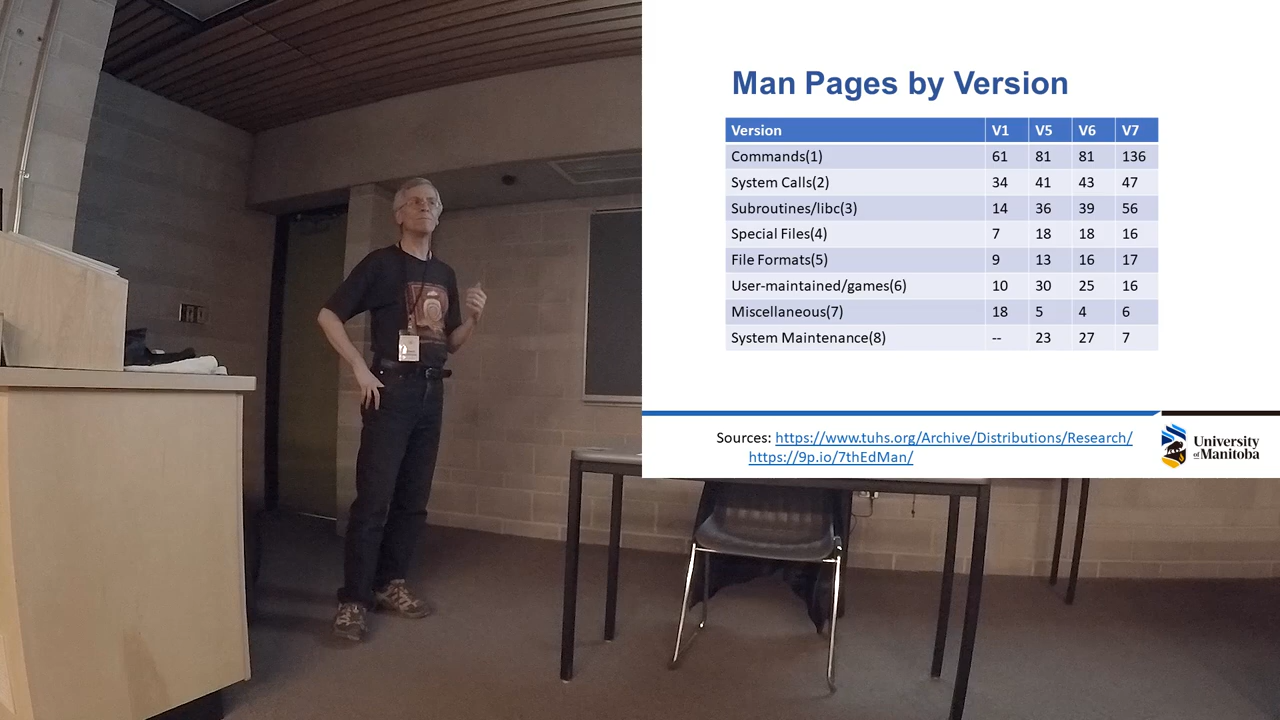 Man Pages by Version
Version V1 V5 V6 V7
Commands(1) 61 81 81 136
System Calls(2) 34 41 43 47
Subroutines/libc(3) 14 36 39 56
Special Files(4) 7 18 18 16
File Formats(5) 9 13 16 17
User-maintained/games(6) 10 30 25 16
Miscellaneous(7) 18 5 4 6
System Maintenance(8) -- 23 27 7
Sources: https://www.tuhs.org/Archive/Distributions/Research/
https://9p.io/7thEdMan/
University
of Manitoba